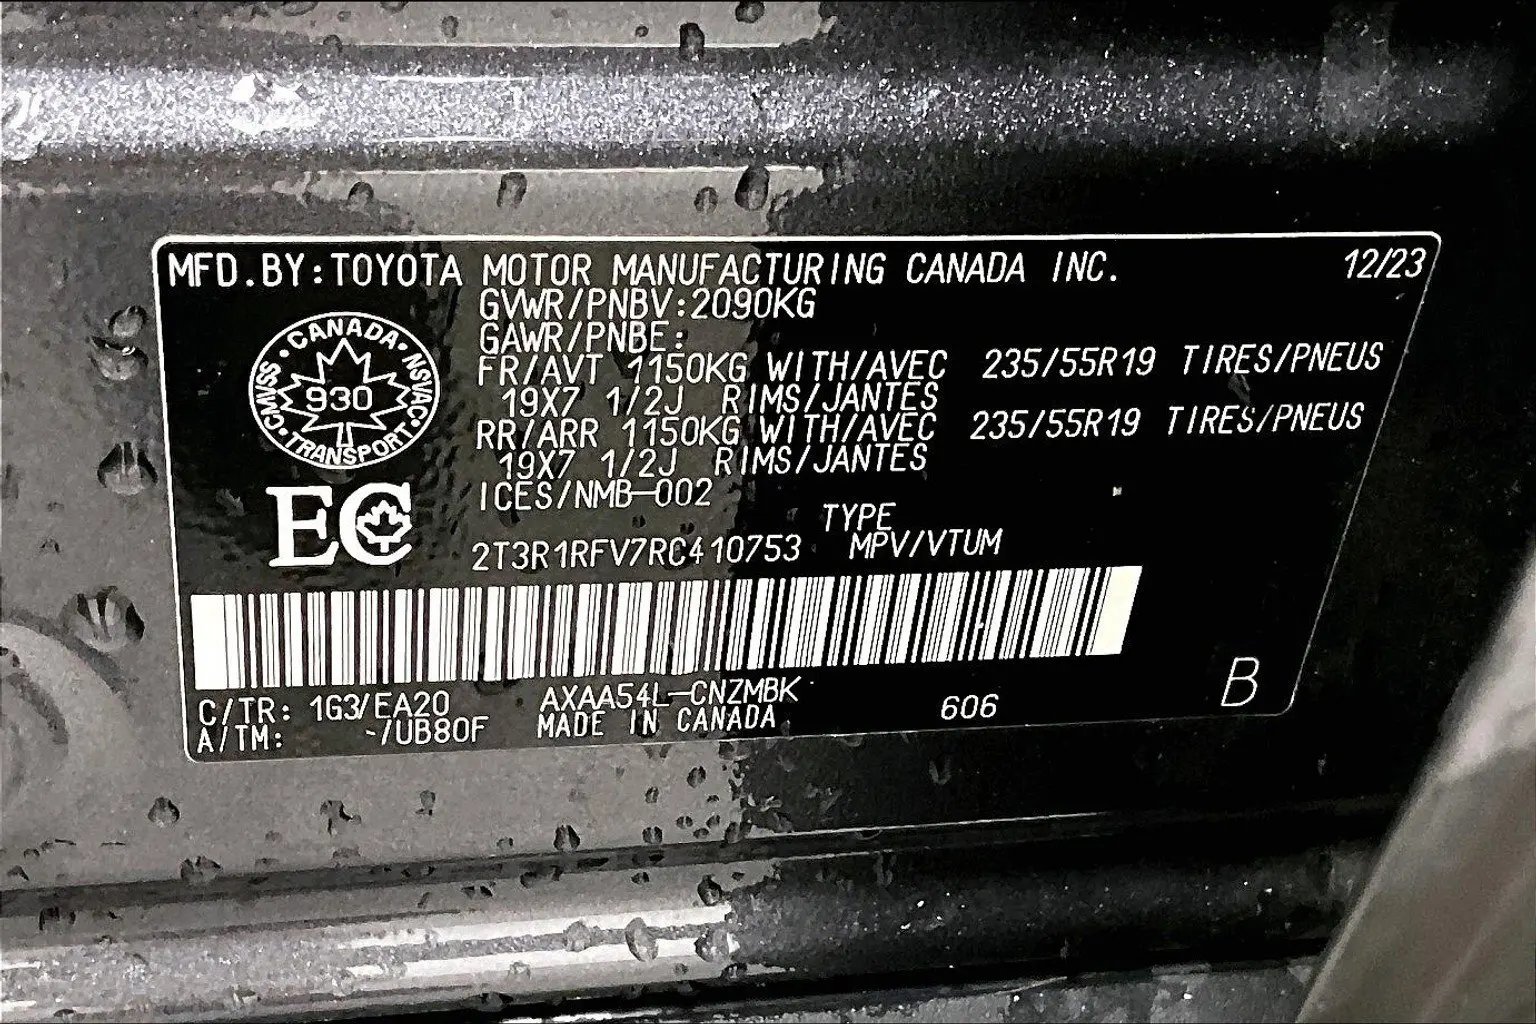 MFD.BY:TOYOTA MOTOR MANUFACTURING CANADA INC. 12/23
GVWR/PNBV:2090KG
GAWR/PNBE:
FR/AVT 1150KG WITH/AVEC 235/55R19 TIRES/PNEUS
19X7 1/2J RIMS/JANTES
RR/ARR 1150KG WITH/AVEC 235/55R19 TIRES/PNEUS
19X7 1/2J RIMS/JANTES
ICES/NMB-002
CANADA · NSVAC · TRANSPORT · CMVSS ·
930
EC
TYPE
2T3R1RFV7RC410753 MPV/VTUM
C/TR: 1G3/EA20 AXAA54L-CNZMBK
A/TM: -/UB80F MADE IN CANADA 606 B